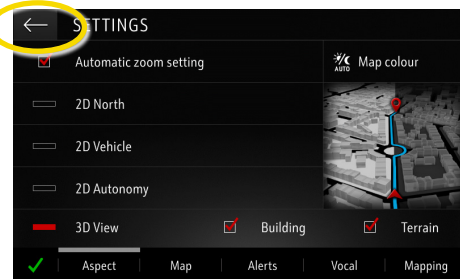 SETTINGS
Automatic zoom setting
AUTO Map colour
2D North
2D Vehicle
2D Autonomy
3D View Building Terrain
Aspect Map Alerts Vocal Mapping